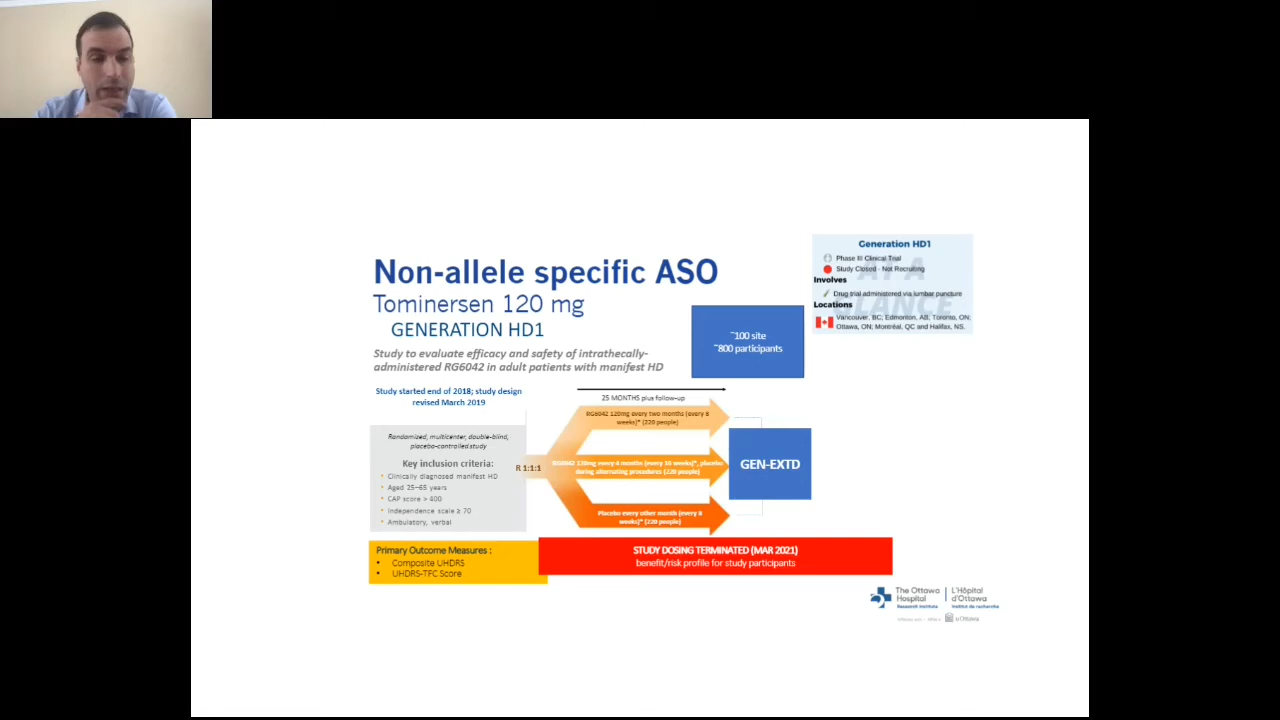 Non-allele specific ASO
Tominersen 120 mg
GENERATION HD1
Study to evaluate efficacy and safety of intrathecally-
administered RG6042 in adult patients with manifest HD
Generation HD1
AT A
GLANCE
Phase III Clinical Trial
Study Closed - Not Recruiting
Involves
Drug trial administered via lumbar puncture
Locations
Vancouver, BC; Edmonton, AB; Toronto, ON;
Ottawa, ON; Montréal, QC and Halifax, NS.
~100 site
~800 participants
Study started end of 2018; study design
revised March 2019
25 MONTHS plus follow-up
Randomized, multicenter, double-blind,
placebo-controlled study
Key inclusion criteria:
• Clinically diagnosed manifest HD
• Aged 25–65 years
• CAP score > 400
• Independence scale ≥ 70
• Ambulatory, verbal
R 1:1:1
RG6042 120mg every two months (every 8
weeks)* (220 people)
RG6042 120mg every 4 months (every 16 weeks)*, placebo
during alternating procedures (220 people)
Placebo every other month (every 8
weeks)* (220 people)
GEN-EXTD
Primary Outcome Measures :
• Composite UHDRS
• UHDRS-TFC Score
STUDY DOSING TERMINATED (MAR 2021)
benefit/risk profile for study participants
The Ottawa
Hospital
Research Institute
L'Hôpital
d'Ottawa
Institut de recherche
uOttawa